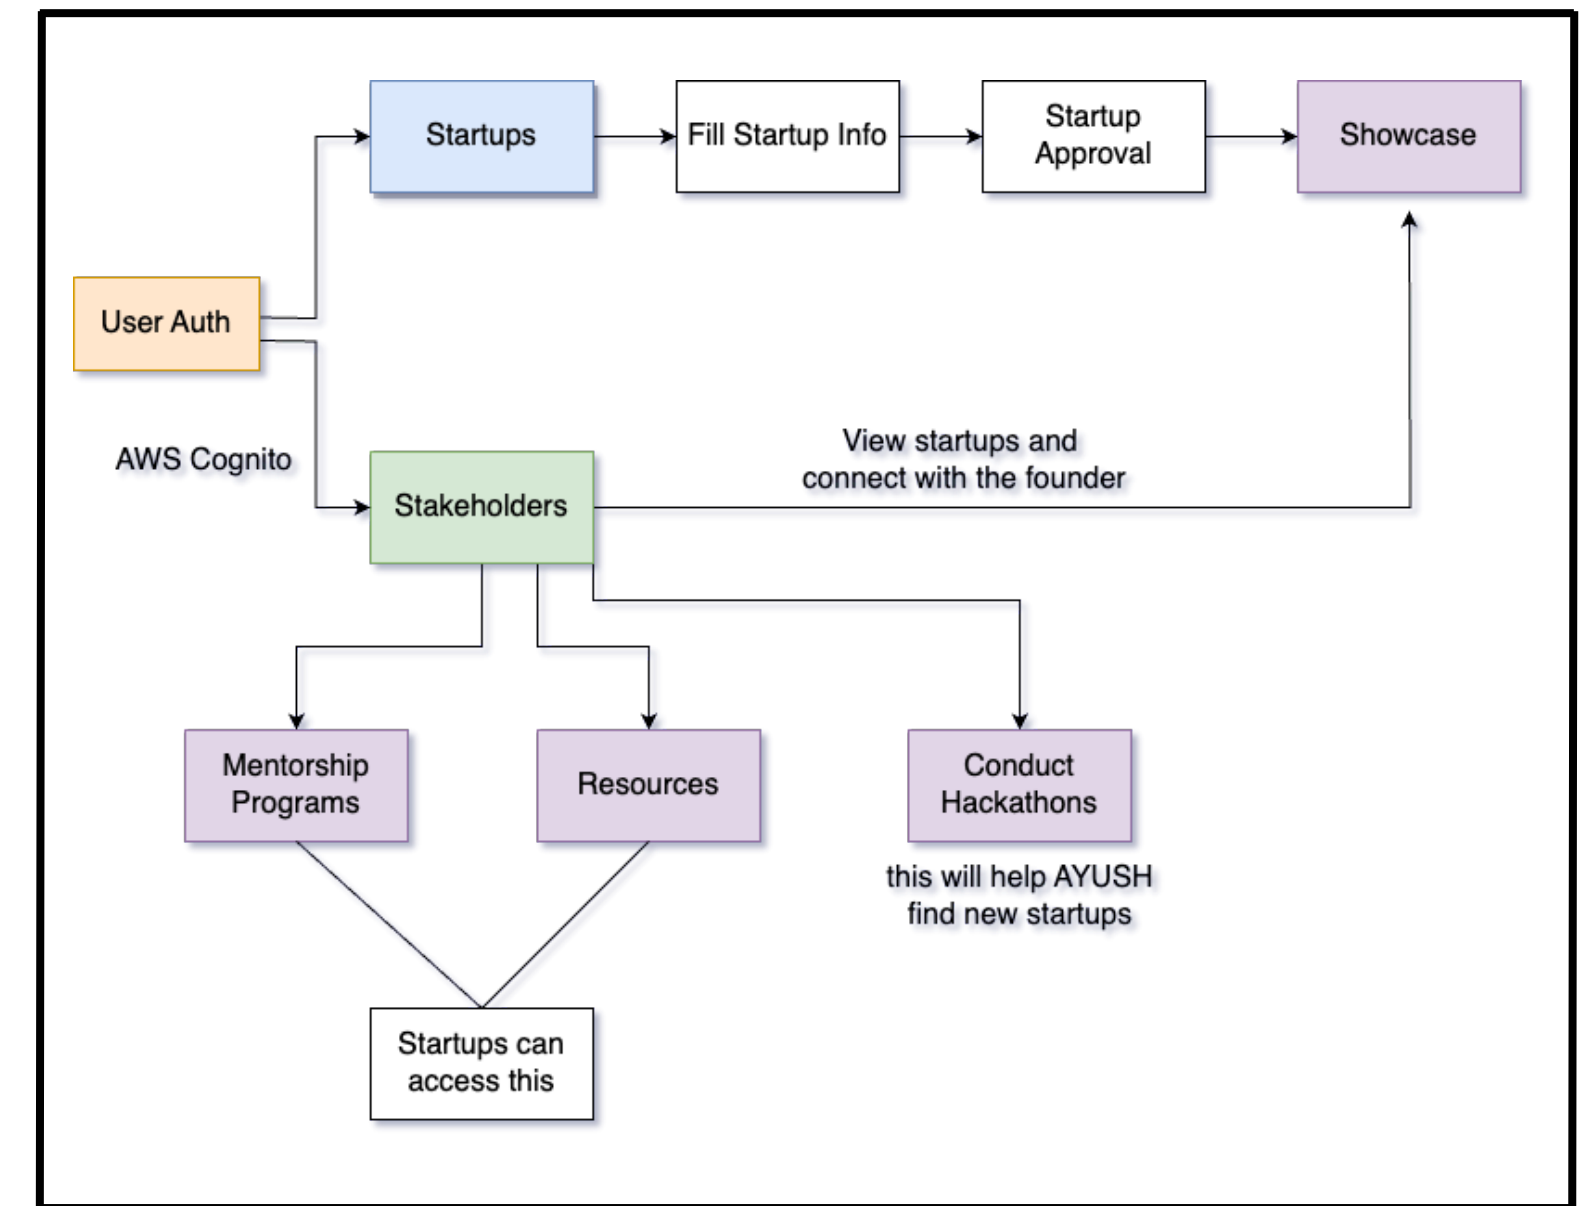 Startups
Fill Startup Info
Startup
Approval
Showcase
User Auth
AWS Cognito
Stakeholders
View startups and
connect with the founder
Mentorship
Programs
Resources
Conduct
Hackathons
this will help AYUSH
find new startups
Startups can
access this